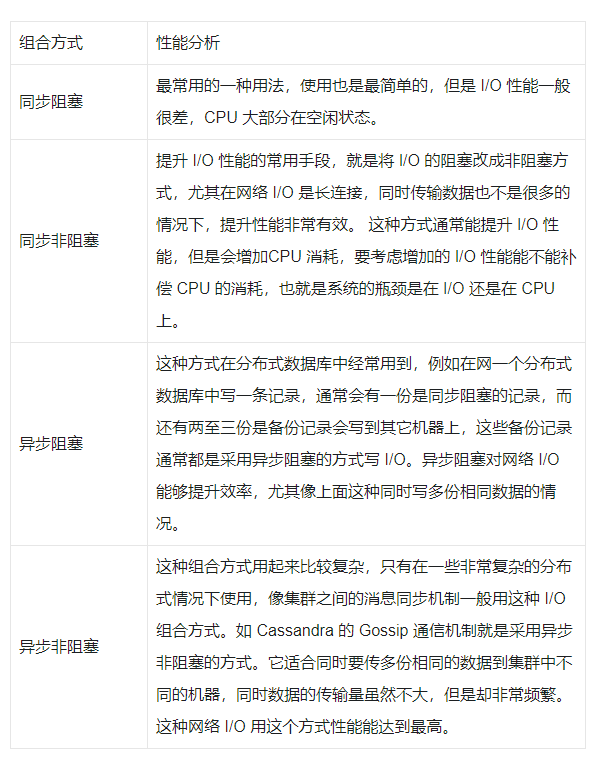 组合方式
性能分析
同步阻塞
最常用的一种用法，使用也是最简单的，但是 I/O 性能一般
很差，CPU 大部分在空闲状态。
同步非阻塞
提升 I/O 性能的常用手段，就是将 I/O 的阻塞改成非阻塞方
式，尤其在网络 I/O 是长连接，同时传输数据也不是很多的
情况下，提升性能非常有效。 这种方式通常能提升 I/O 性
能，但是会增加CPU 消耗，要考虑增加的 I/O 性能能不能补
偿 CPU 的消耗，也就是系统的瓶颈是在 I/O 还是在 CPU
上。
异步阻塞
这种方式在分布式数据库中经常用到，例如在网一个分布式
数据库中写一条记录，通常会有一份是同步阻塞的记录，而
还有两至三份是备份记录会写到其它机器上，这些备份记录
通常都是采用异步阻塞的方式写 I/O。异步阻塞对网络 I/O
能够提升效率，尤其像上面这种同时写多份相同数据的情
况。
异步非阻塞
这种组合方式用起来比较复杂，只有在一些非常复杂的分布
式情况下使用，像集群之间的消息同步机制一般用这种 I/O
组合方式。如 Cassandra 的 Gossip 通信机制就是采用异步
非阻塞的方式。它适合同时要传多份相同的数据到集群中不
同的机器，同时数据的传输量虽然不大，但是却非常频繁。
这种网络 I/O 用这个方式性能能达到最高。